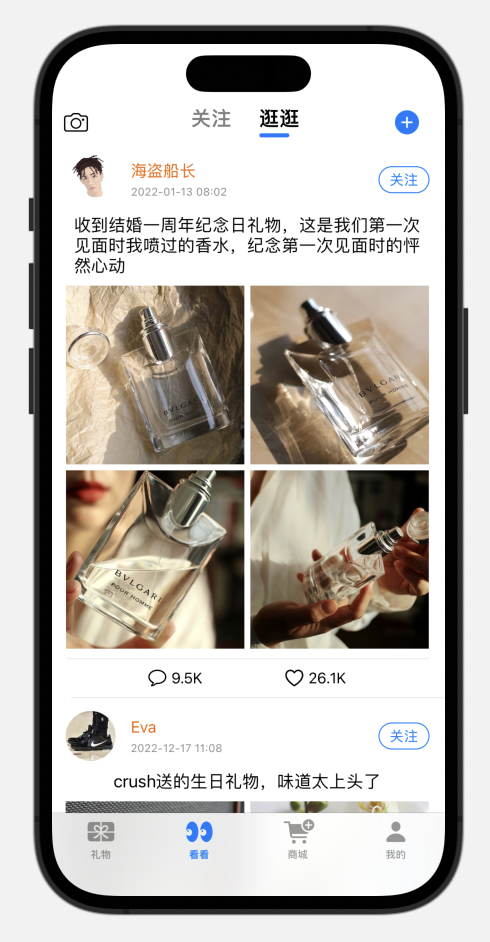 关注 逛逛
海盗船长
2022-01-13 08:02
关注
收到结婚一周年纪念日礼物，这是我们第一次
见面时我喷过的香水，纪念第一次见面时的怦
然心动
BVLGARI
BVLGARI
POUR HOMME
BVLGARI
POUR HOMME
9.5K
26.1K
Eva
2022-12-17 11:08
关注
crush送的生日礼物，味道太上头了
礼物
看看
商城
我的